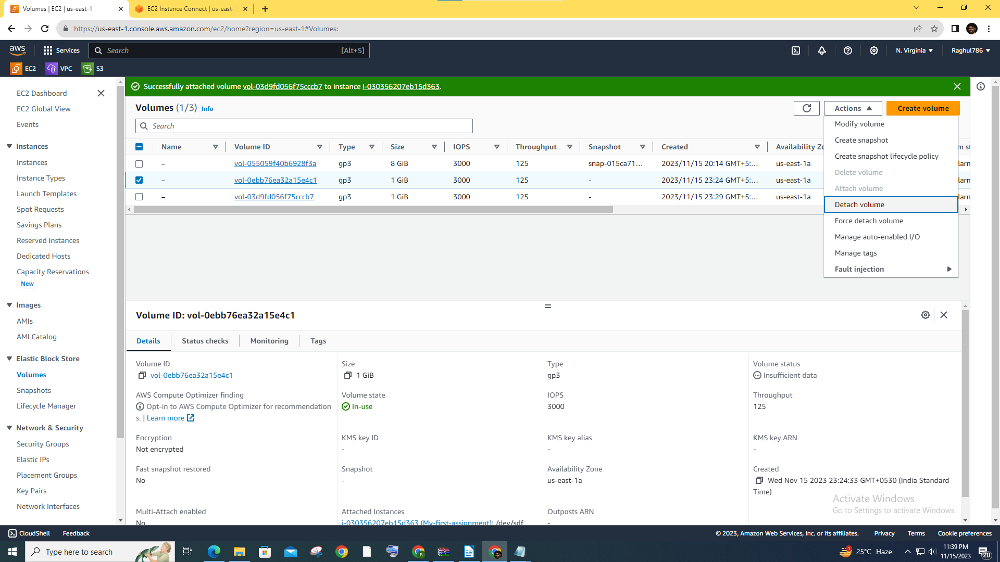 Volumes | EC2 | us-east-1
EC2 Instance Connect | us-east-1
https://us-east-1.console.aws.amazon.com/ec2/home?region=us-east-1#Volumes:
aws
Services
Search
[Alt+S]
N. Virginia
Raghul786
EC2
VPC
S3
EC2 Dashboard
EC2 Global View
Events
Instances
Instances
Instance Types
Launch Templates
Spot Requests
Savings Plans
Reserved Instances
Dedicated Hosts
Capacity Reservations
New
Images
AMIs
AMI Catalog
Elastic Block Store
Volumes
Snapshots
Lifecycle Manager
Network & Security
Security Groups
Elastic IPs
Placement Groups
Key Pairs
Network Interfaces
Successfully attached volume vol-03d9fd056f75cccb7 to instance i-030356207eb15d363.
Volumes (1/3) Info
Actions
Create volume
Search
Name Volume ID Type Size IOPS Throughput Snapshot Created Availability Zo
– vol-055059f40b6928f3a gp3 8 GiB 3000 125 snap-015ca71... 2023/11/15 20:14 GMT+5:... us-east-1a larm
– vol-0ebb76ea32a15e4c1 gp3 1 GiB 3000 125 - 2023/11/15 23:24 GMT+5:... us-east-1a larm
– vol-03d9fd056f75cccb7 gp3 1 GiB 3000 125 - 2023/11/15 23:29 GMT+5:... us-east-1a larm
Modify volume
Create snapshot
Create snapshot lifecycle policy
Delete volume
Attach volume
Detach volume
Force detach volume
Manage auto-enabled I/O
Manage tags
Fault injection
Volume ID: vol-0ebb76ea32a15e4c1
Details
Status checks
Monitoring
Tags
Volume ID
vol-0ebb76ea32a15e4c1
Size
1 GiB
Type
gp3
Volume status
Insufficient data
AWS Compute Optimizer finding
Opt-in to AWS Compute Optimizer for recommendation
s. | Learn more
Volume state
In-use
IOPS
3000
Throughput
125
Encryption
Not encrypted
KMS key ID
-
KMS key alias
-
KMS key ARN
-
Fast snapshot restored
No
Snapshot
-
Availability Zone
us-east-1a
Created
Wed Nov 15 2023 23:24:33 GMT+0530 (India Standard
Time)
Multi-Attach enabled
No
Attached Instances
i-030356207eb15d363 (My-first-assignment): /dev/sdf
Outposts ARN
-
Activate Windows
Go to Settings to activate Windows.
CloudShell
Feedback
© 2023, Amazon Web Services, Inc. or its affiliates.
Privacy
Terms
Cookie preferences
Type here to search
25°C Haze
11:39 PM
11/15/2023
20